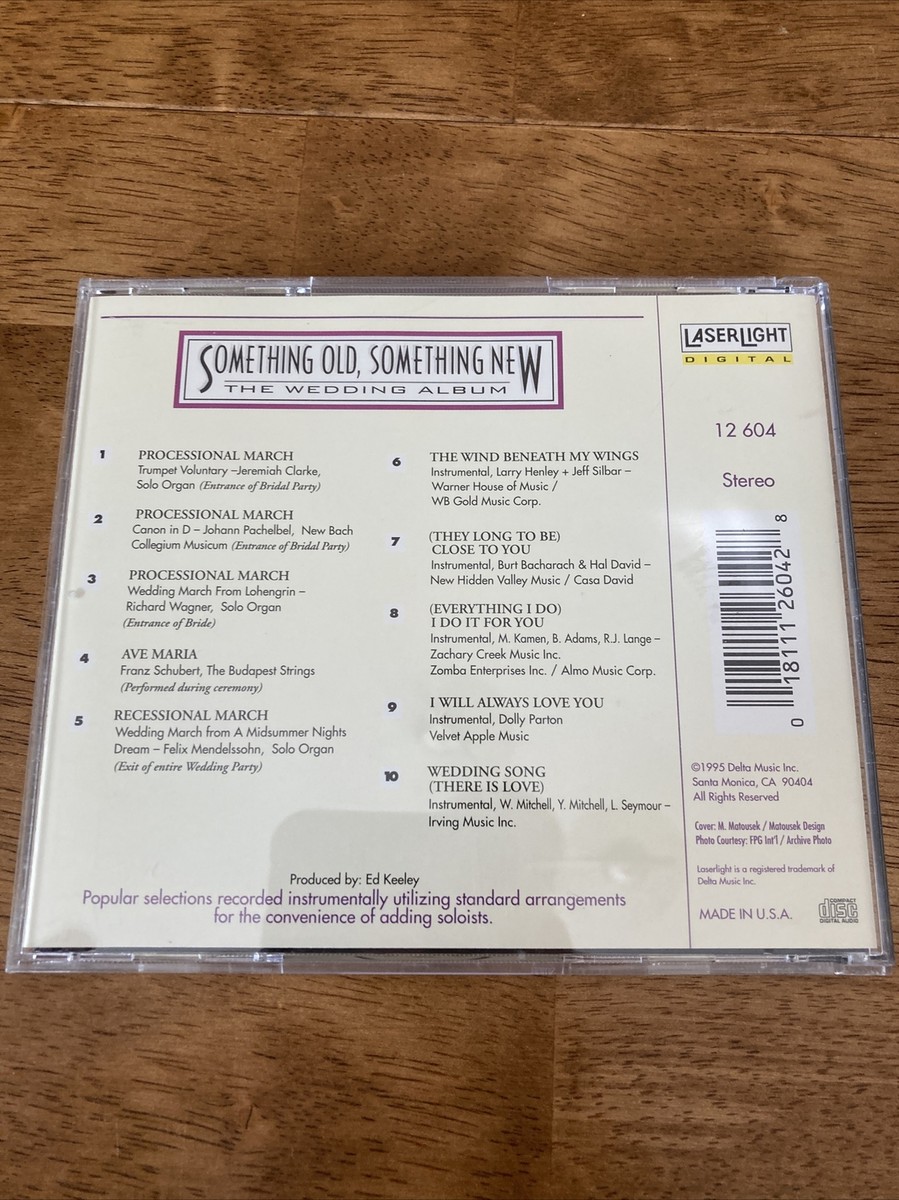 SOMETHING OLD, SOMETHING NEW
THE WEDDING ALBUM
1 PROCESSIONAL MARCH
Trumpet Voluntary –Jeremiah Clarke,
Solo Organ (Entrance of Bridal Party)
2 PROCESSIONAL MARCH
Canon in D – Johann Pachelbel, New Bach
Collegium Musicum (Entrance of Bridal Party)
3 PROCESSIONAL MARCH
Wedding March From Lohengrin –
Richard Wagner, Solo Organ
(Entrance of Bride)
4 AVE MARIA
Franz Schubert, The Budapest Strings
(Performed during ceremony)
5 RECESSIONAL MARCH
Wedding March from A Midsummer Nights
Dream – Felix Mendelssohn, Solo Organ
(Exit of entire Wedding Party)
6 THE WIND BENEATH MY WINGS
Instrumental, Larry Henley + Jeff Silbar –
Warner House of Music /
WB Gold Music Corp.
7 (THEY LONG TO BE)
CLOSE TO YOU
Instrumental, Burt Bacharach & Hal David –
New Hidden Valley Music / Casa David
8 (EVERYTHING I DO)
I DO IT FOR YOU
Instrumental, M. Kamen, B. Adams, R.J. Lange –
Zachary Creek Music Inc.
Zomba Enterprises Inc. / Almo Music Corp.
9 I WILL ALWAYS LOVE YOU
Instrumental, Dolly Parton
Velvet Apple Music
10 WEDDING SONG
(THERE IS LOVE)
Instrumental, W. Mitchell, Y. Mitchell, L. Seymour –
Irving Music Inc.
Produced by: Ed Keeley
Popular selections recorded instrumentally utilizing standard arrangements
for the convenience of adding soloists.
LASERLIGHT
DIGITAL
12 604
Stereo
0 18111 26042 8
©1995 Delta Music Inc.
Santa Monica, CA 90404
All Rights Reserved
Cover: M. Matousek / Matousek Design
Photo Courtesy: FPG Int'l / Archive Photo
Laserlight is a registered trademark of
Delta Music Inc.
MADE IN U.S.A.
COMPACT
disc
DIGITAL AUDIO